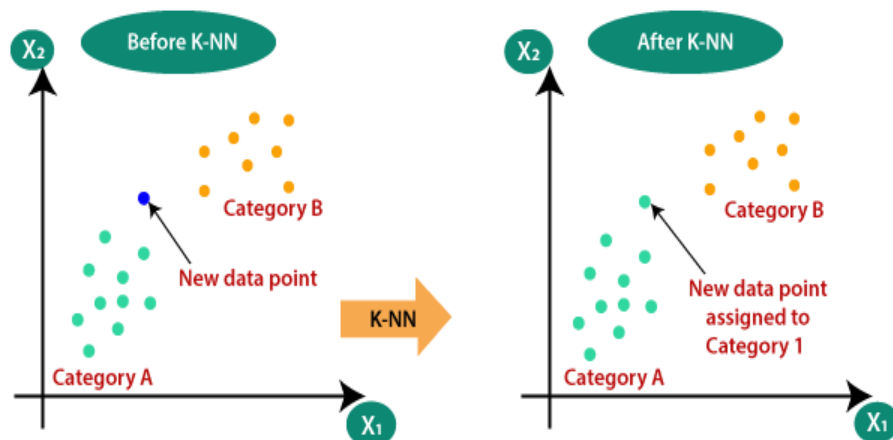 X₂
Before K-NN
Category B
New data point
Category A
X₁
K-NN
X₂
After K-NN
Category B
New data point
assigned to
Category 1
Category A
X₁